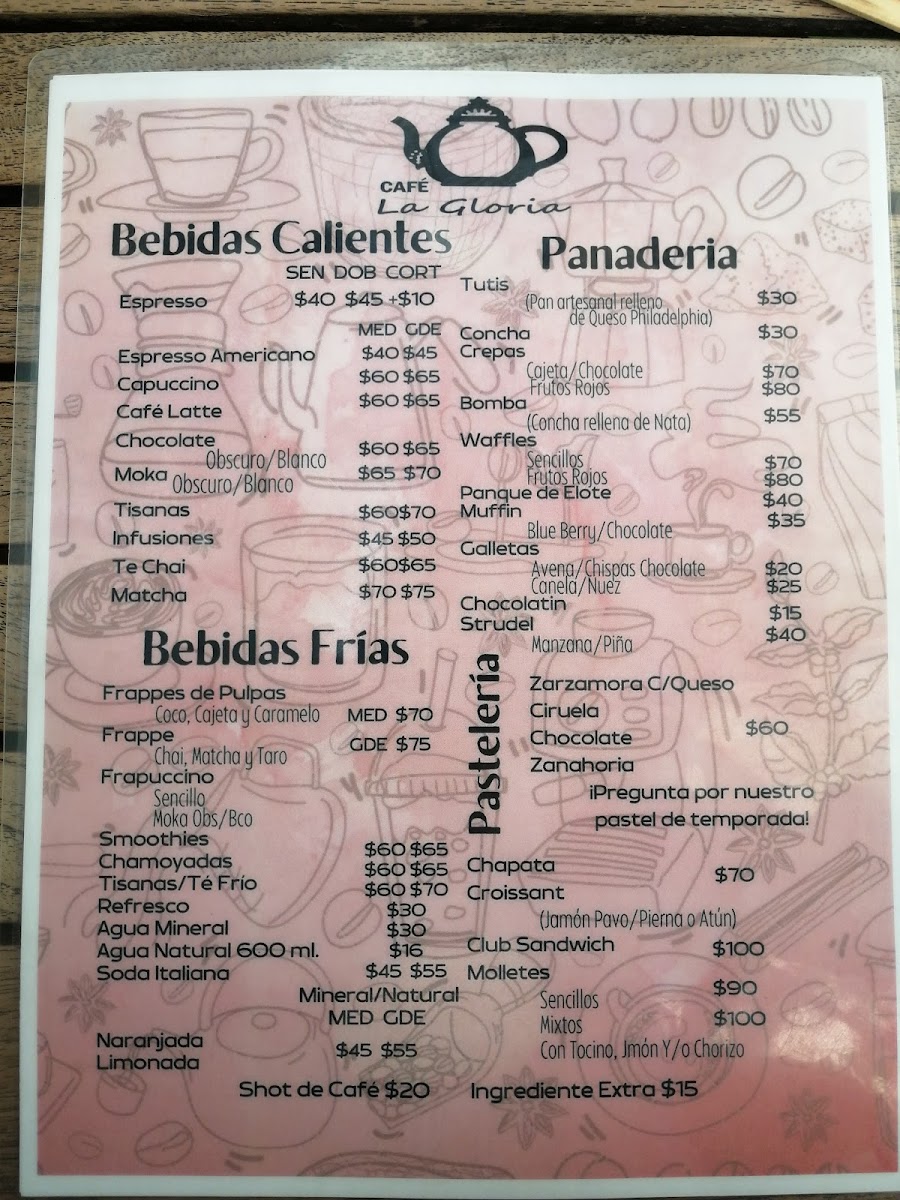 CAFÉ
La Gloria
Bebidas Calientes
SEN DOB CORT
Espresso $40 $45 +$10
MED GDE
Espresso Americano $40 $45
Capuccino $60 $65
Café Latte $60 $65
Chocolate
Obscuro/Blanco $60 $65
Moka $65 $70
Obscuro/Blanco
Tisanas $60 $70
Infusiones $45 $50
Te Chai $60 $65
Matcha $70 $75
Bebidas Frías
Frappes de Pulpas
Coco, Cajeta y Caramelo MED $70
Frappe GDE $75
Chai, Matcha y Taro
Frapuccino
Sencillo
Moka Obs/Bco
Smoothies $60 $65
Chamoyadas $60 $65
Tisanas/Té Frío $60 $70
Refresco $30
Agua Mineral $30
Agua Natural 600 ml. $16
Soda Italiana $45 $55
Mineral/Natural
MED GDE
Naranjada
Limonada $45 $55
Shot de Café $20
Panaderia
Tutis
(Pan artesanal relleno $30
de Queso Philadelphia)
Concha $30
Crepas
Cajeta/Chocolate $70
Frutos Rojos $80
Bomba
(Concha rellena de Nata) $55
Waffles
Sencillos $70
Frutos Rojos $80
Panque de Elote $40
Muffin $35
Blue Berry/Chocolate
Galletas
Avena/Chispas Chocolate $20
Canela/Nuez $25
Chocolatin $15
Strudel $40
Manzana/Piña
Pastelería
Zarzamora C/Queso
Ciruela
Chocolate $60
Zanahoria
¡Pregunta por nuestro
pastel de temporada!
Chapata $70
Croissant
(Jamón Pavo/Pierna o Atún)
Club Sandwich $100
Molletes
Sencillos $90
Mixtos $100
Con Tocino, Jmón Y/o Chorizo
Ingrediente Extra $15